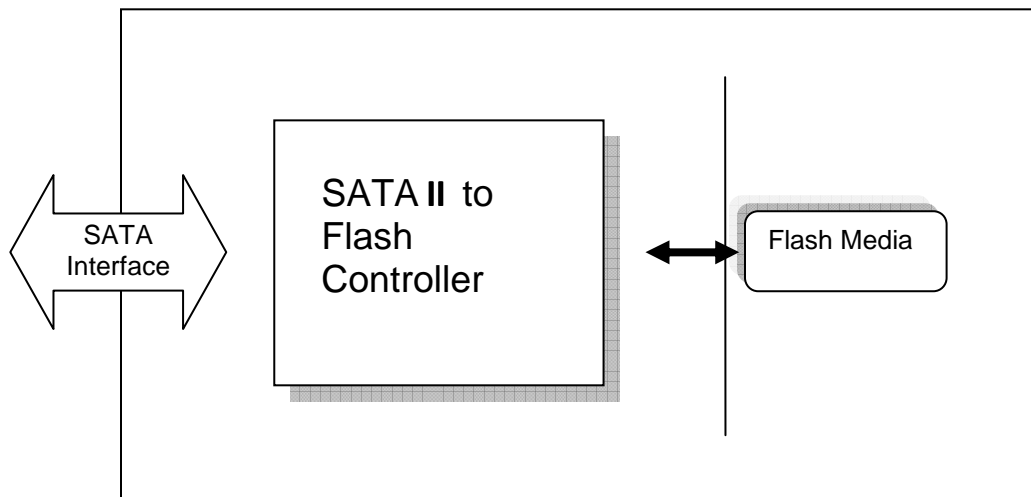 SATA
Interface
SATA II to
Flash
Controller
Flash Media